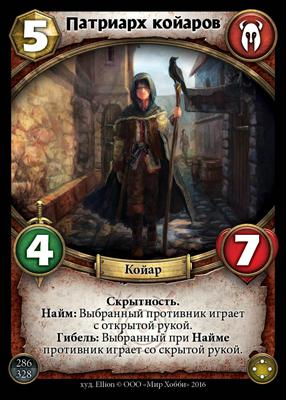 5
Патриарх койаров
4
7
Койар
Скрытность.
Найм: Выбранный противник играет
с открытой рукой.
Гибель: Выбранный при Найме
противник играет со скрытой рукой.
286
328
худ. Ellion © ООО «Мир Хобби» 2016